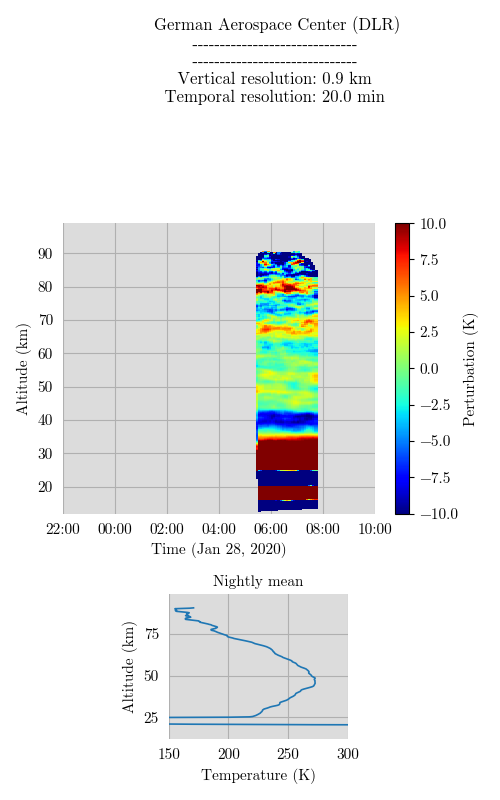 German Aerospace Center (DLR)
------------------------------
------------------------------
Vertical resolution: 0.9 km
Temporal resolution: 20.0 min
90
80
70
60
50
40
30
20
Altitude (km)
22:00 00:00 02:00 04:00 06:00 08:00 10:00
Time (Jan 28, 2020)
10.0
7.5
5.0
2.5
0.0
−2.5
−5.0
−7.5
−10.0
Perturbation (K)
Nightly mean
75
50
25
Altitude (km)
150 200 250 300
Temperature (K)